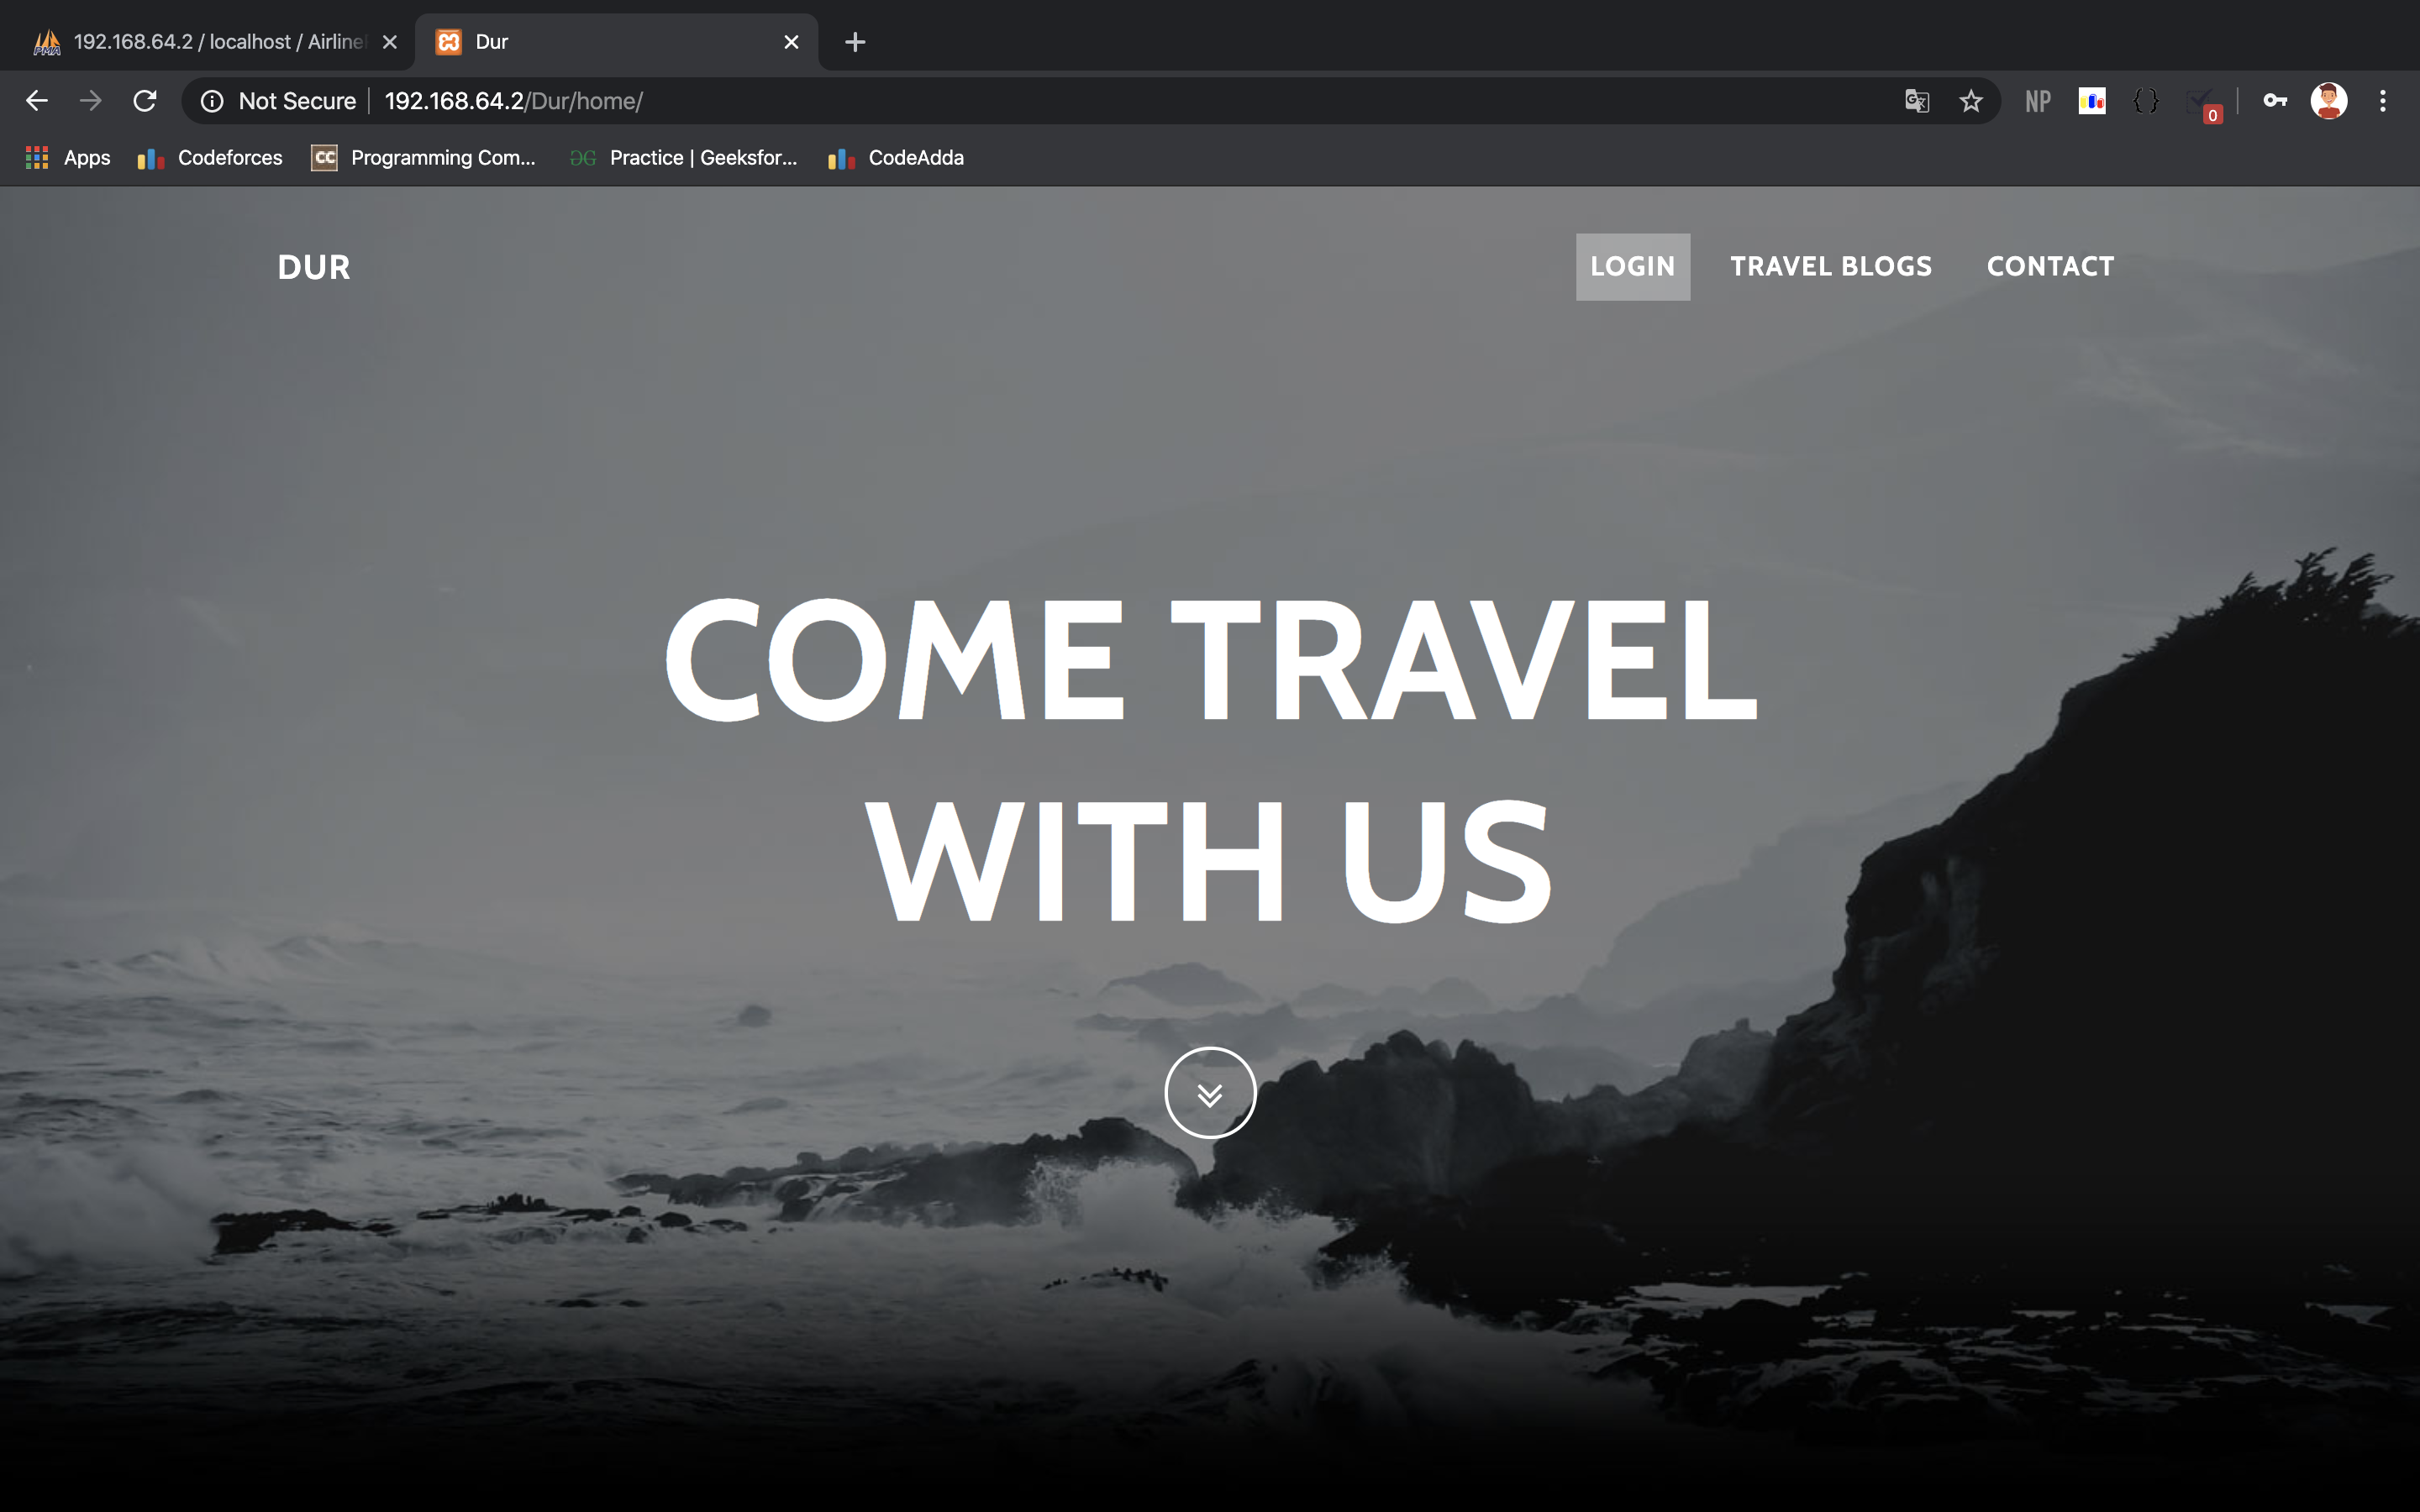 192.168.64.2 / localhost / Airline
Dur
Not Secure
192.168.64.2/Dur/home/
NP
{}
0
Apps
Codeforces
CC
Programming Com...
Practice | Geeksfor...
CodeAdda
DUR
LOGIN
TRAVEL BLOGS
CONTACT
COME TRAVEL
WITH US